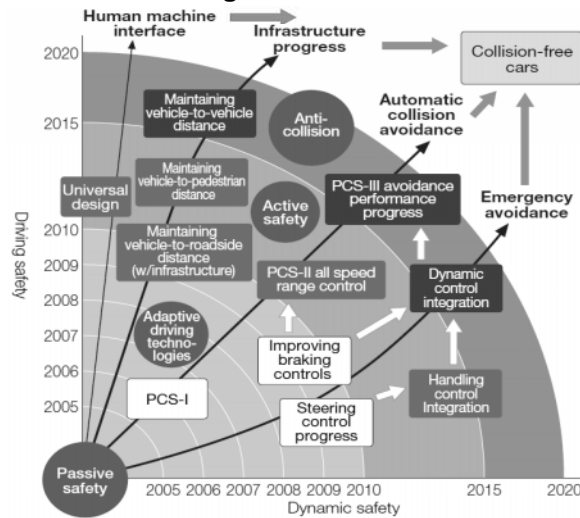 Human machine
interface
Infrastructure
progress
Collision-free
cars
2020
Maintaining
vehicle-to-vehicle
distance
Anti-
collision
Automatic
collision
avoidance
2015
Maintaining
vehicle-to-pedestrian
distance
Universal
design
Active
safety
PCS-III avoidance
performance
progress
Emergency
avoidance
Driving safety
2010
Maintaining
vehicle-to-roadside
distance
(w/infrastructure)
2009
PCS-II all speed
range control
Dynamic
control
integration
2008
Adaptive
driving
techno-
logies
2007
Improving
braking
controls
2006
PCS-I
Handling
control
Integration
2005
Steering
control
progress
Passive
safety
2005 2006 2007 2008 2009 2010 2015 2020
Dynamic safety